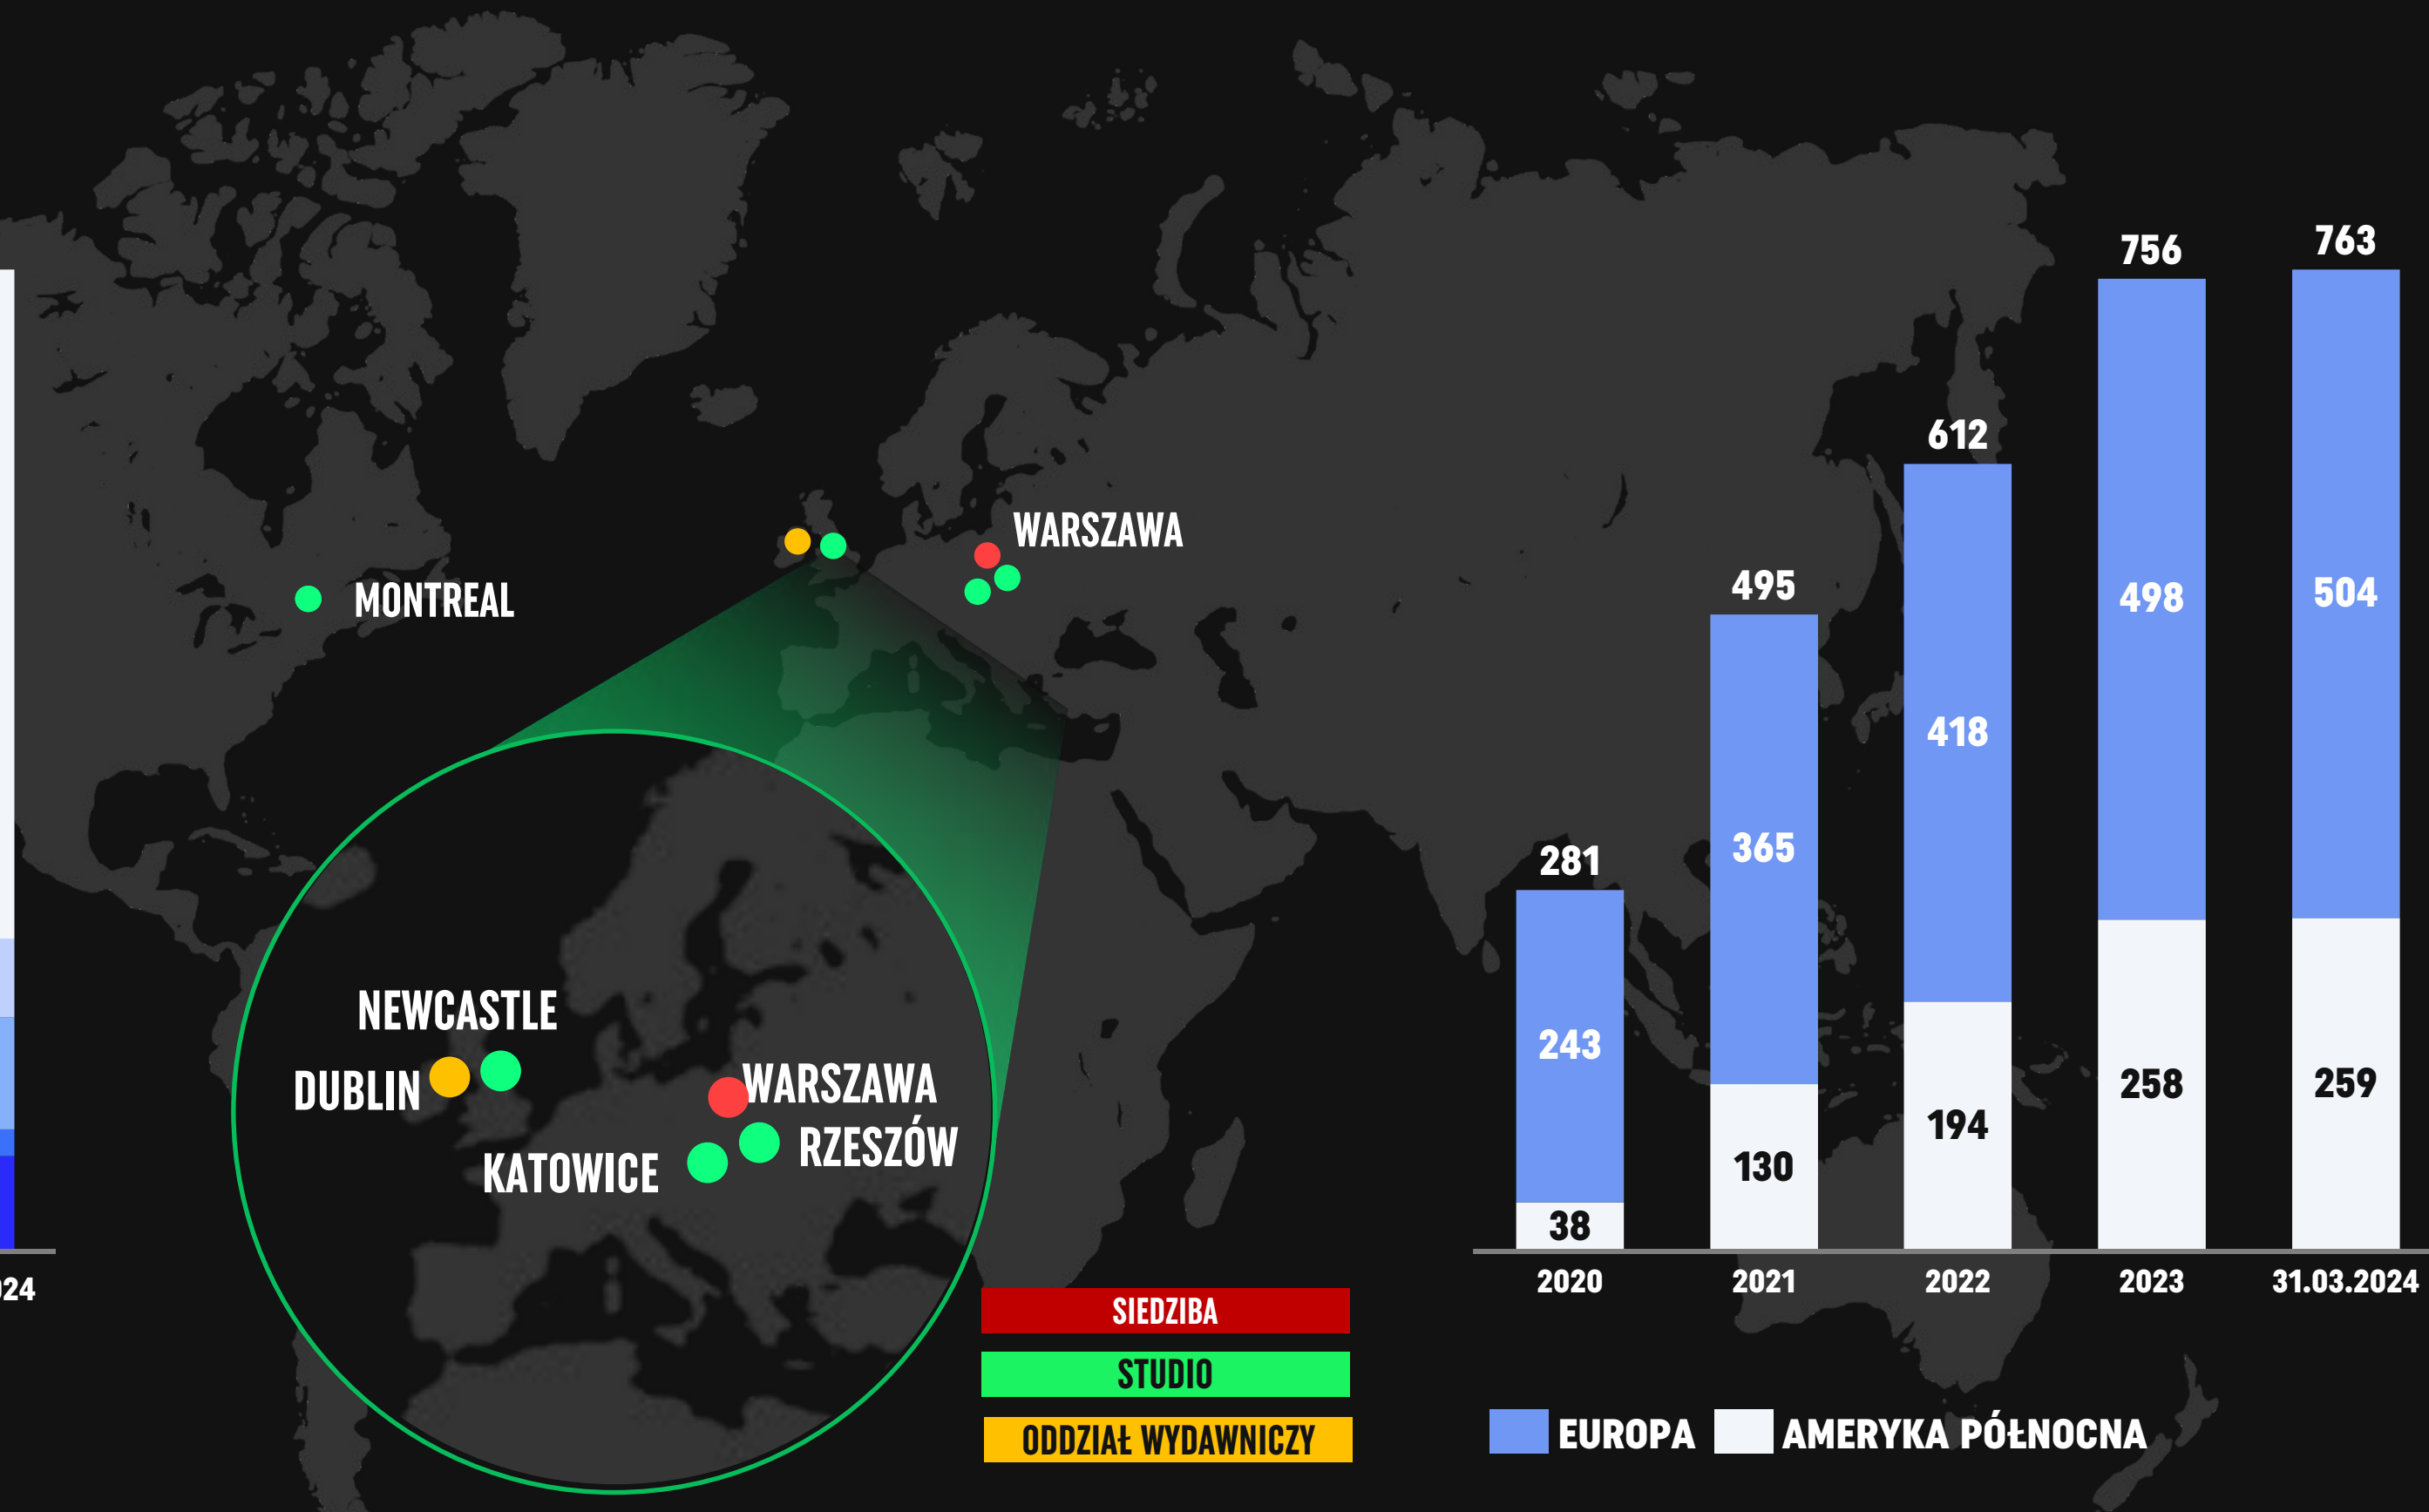 MONTREAL
WARSZAWA
NEWCASTLE
DUBLIN
WARSZAWA
RZESZÓW
KATOWICE
SIEDZIBA
STUDIO
ODDZIAŁ WYDAWNICZY
281
243
38
495
365
130
612
418
194
756
498
258
763
504
259
2020 2021 2022 2023 31.03.2024
EUROPA AMERYKA PÓŁNOCNA
24